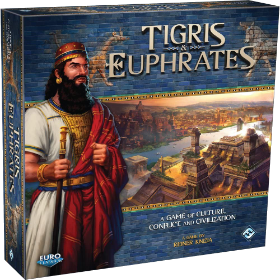 TIGRIS
&
EUPHRATES
A GAME OF CULTURE,
CONFLICT AND CIVILIZATION
REINER KNIZIA
EURO
TIGRIS
& EUPHRATES